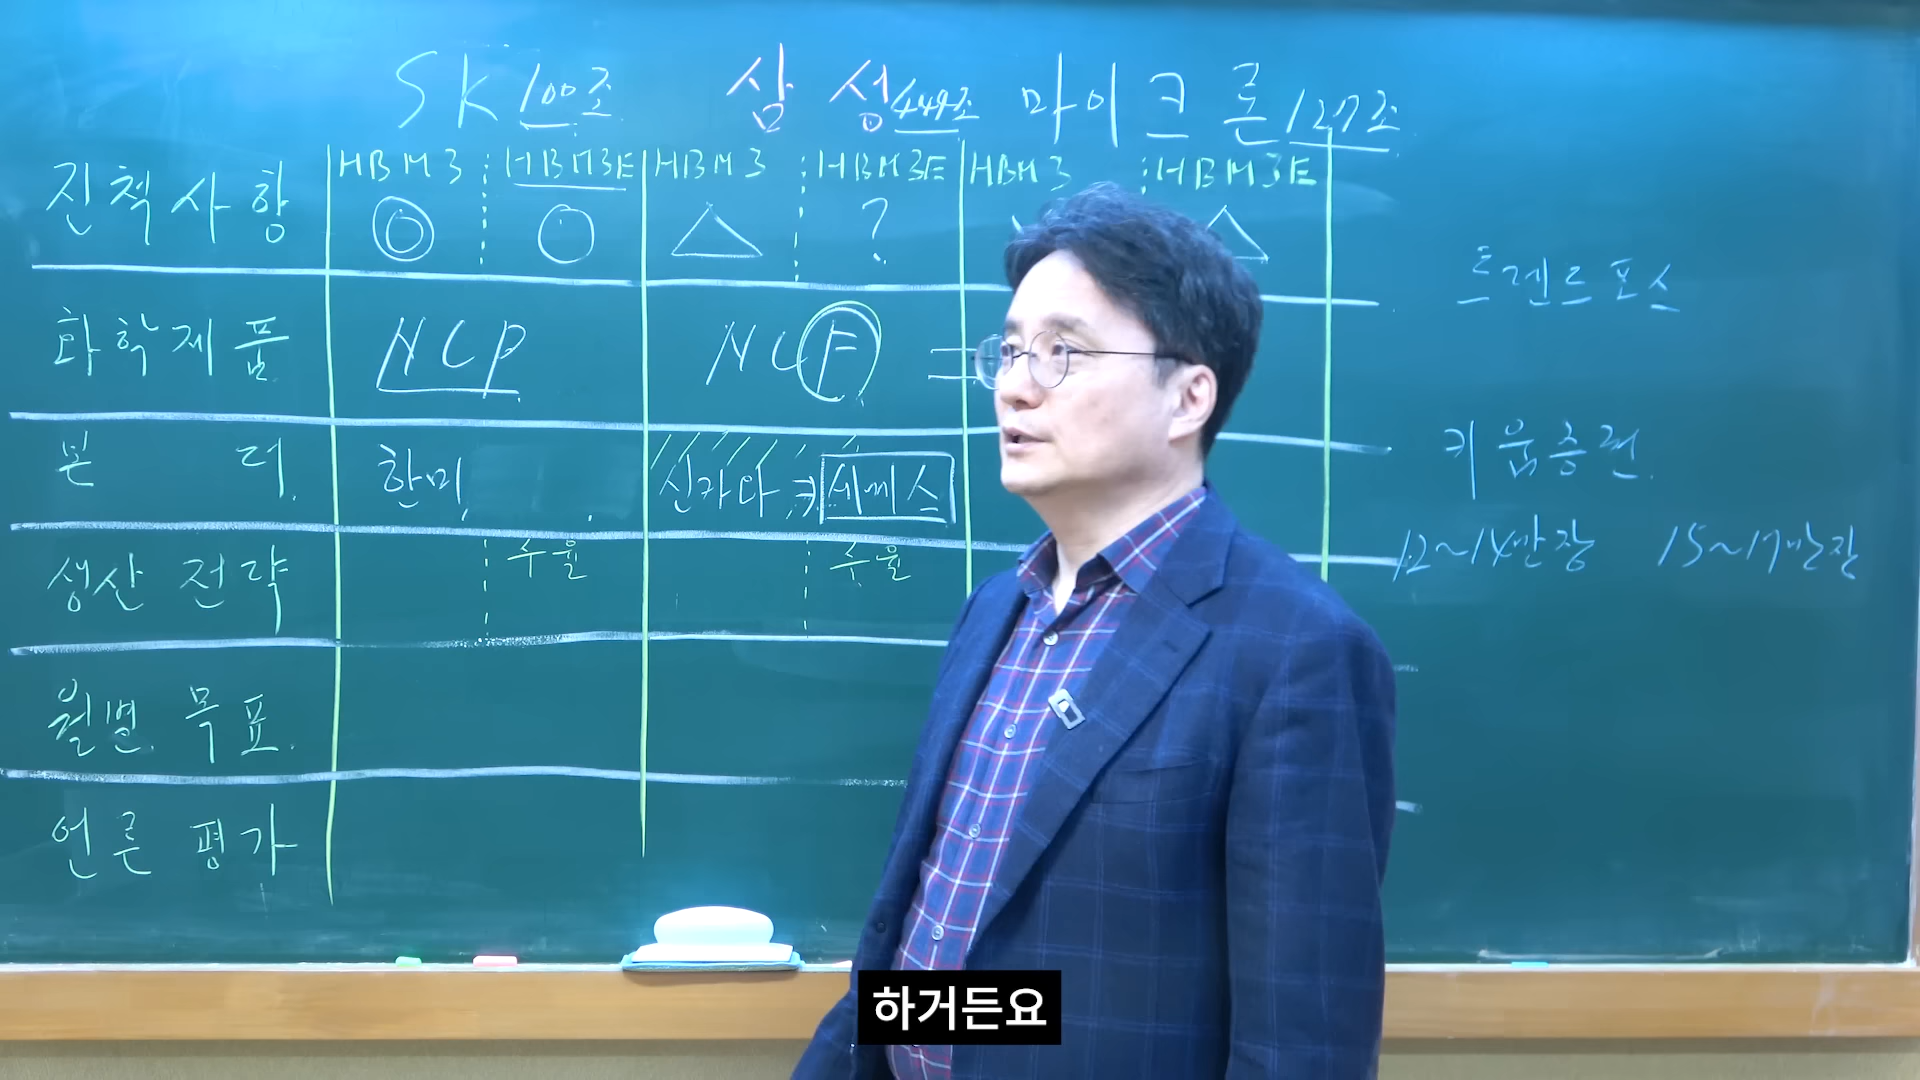 SK 100조 삼성 449조 마이크론 127조
진척사항 HBM3 HBM3E HBM3 HBM3E HBM3 HBM3E
?
트렌드포스
화학제품 NCP NCF =
본더 한미 신카다 세메스
키움증권
생산 전략 수율 수율 12~14만장 15~17만장
월별 목표
언론 평가
하거든요